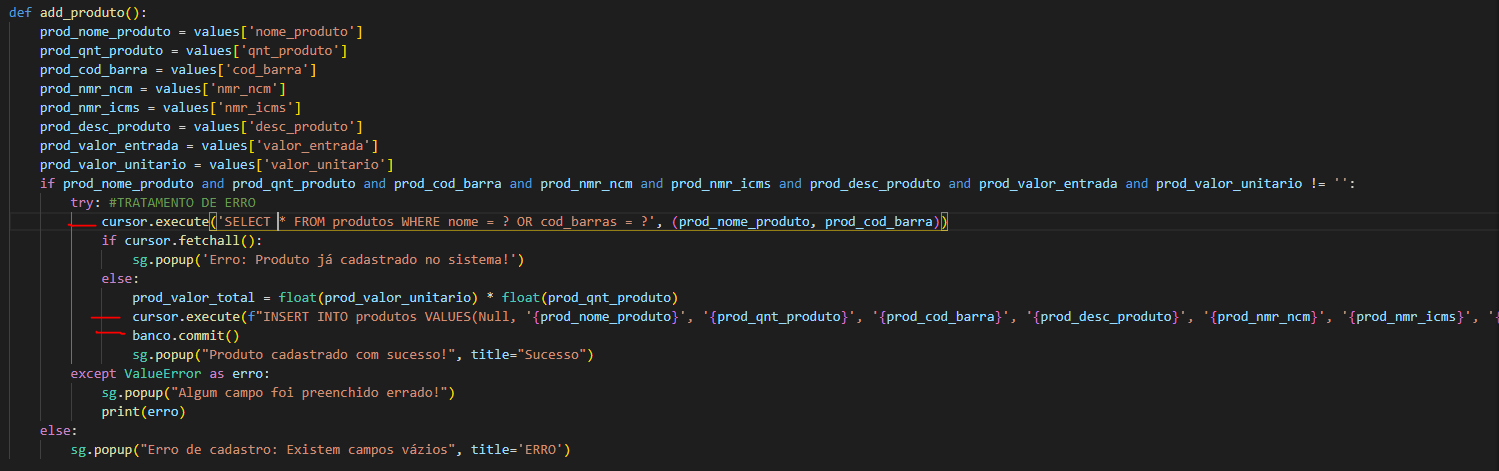 def add_produto():
prod_nome_produto = values['nome_produto']
prod_qnt_produto = values['qnt_produto']
prod_cod_barra = values['cod_barra']
prod_nmr_ncm = values['nmr_ncm']
prod_nmr_icms = values['nmr_icms']
prod_desc_produto = values['desc_produto']
prod_valor_entrada = values['valor_entrada']
prod_valor_unitario = values['valor_unitario']
if prod_nome_produto and prod_qnt_produto and prod_cod_barra and prod_nmr_ncm and prod_nmr_icms and prod_desc_produto and prod_valor_entrada and prod_valor_unitario != '':
try: #TRATAMENTO DE ERRO
cursor.execute('SELECT * FROM produtos WHERE nome = ? OR cod_barras = ?', (prod_nome_produto, prod_cod_barra))
if cursor.fetchall():
sg.popup('Erro: Produto já cadastrado no sistema!')
else:
prod_valor_total = float(prod_valor_unitario) * float(prod_qnt_produto)
cursor.execute(f"INSERT INTO produtos VALUES(Null, '{prod_nome_produto}', '{prod_qnt_produto}', '{prod_cod_barra}', '{prod_desc_produto}', '{prod_nmr_ncm}', '{prod_nmr_icms}', '{
banco.commit()
sg.popup("Produto cadastrado com sucesso!", title="Sucesso")
except ValueError as erro:
sg.popup("Algum campo foi preenchido errado!")
print(erro)
else:
sg.popup("Erro de cadastro: Existem campos vázios", title='ERRO')